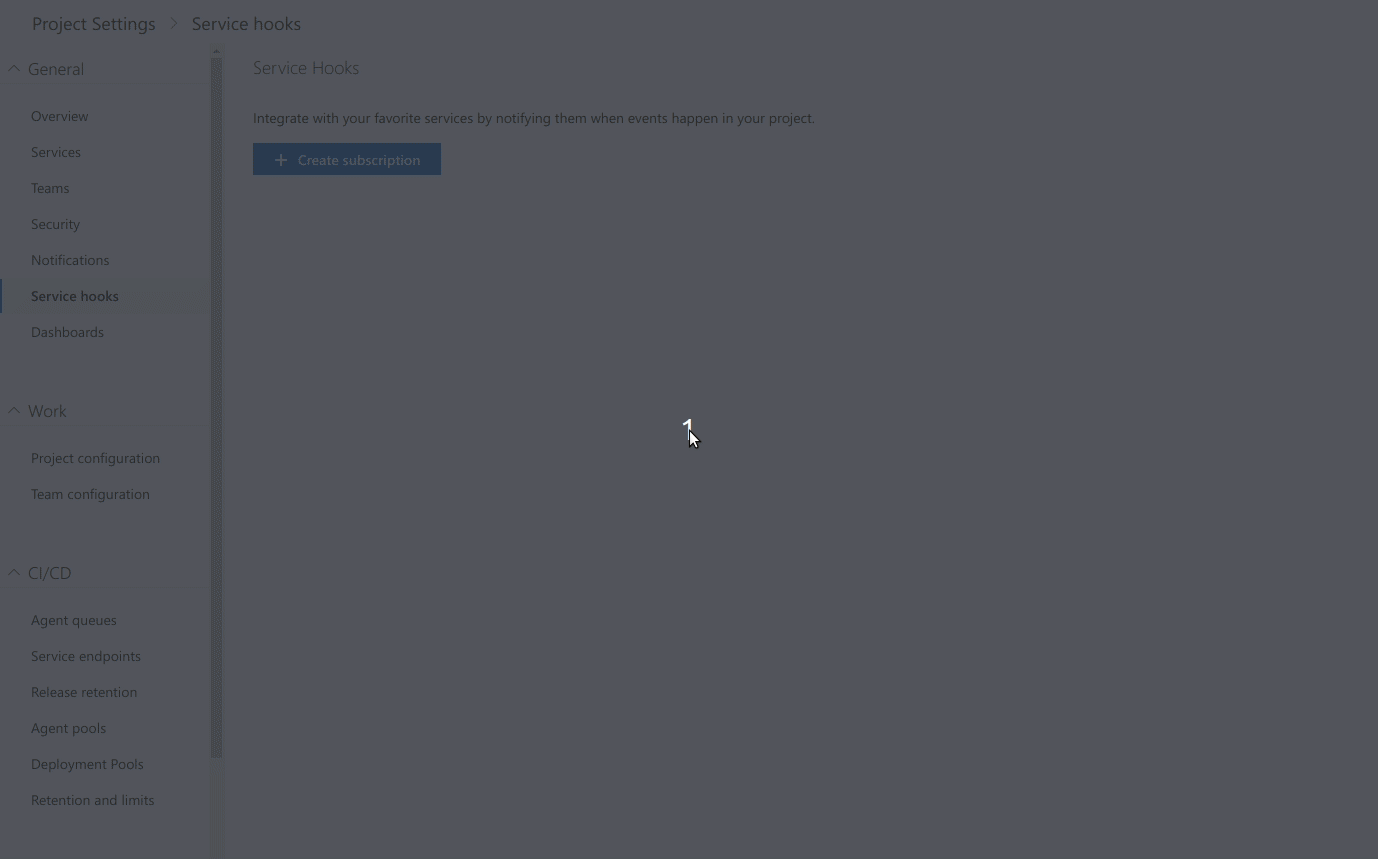 Project Settings > Service hooks
General
Overview
Services
Teams
Security
Notifications
Service hooks
Dashboards
Work
Project configuration
Team configuration
CI/CD
Agent queues
Service endpoints
Release retention
Agent pools
Deployment Pools
Retention and limits
Service Hooks
Integrate with your favorite services by notifying them when events happen in your project.
+ Create subscription
1